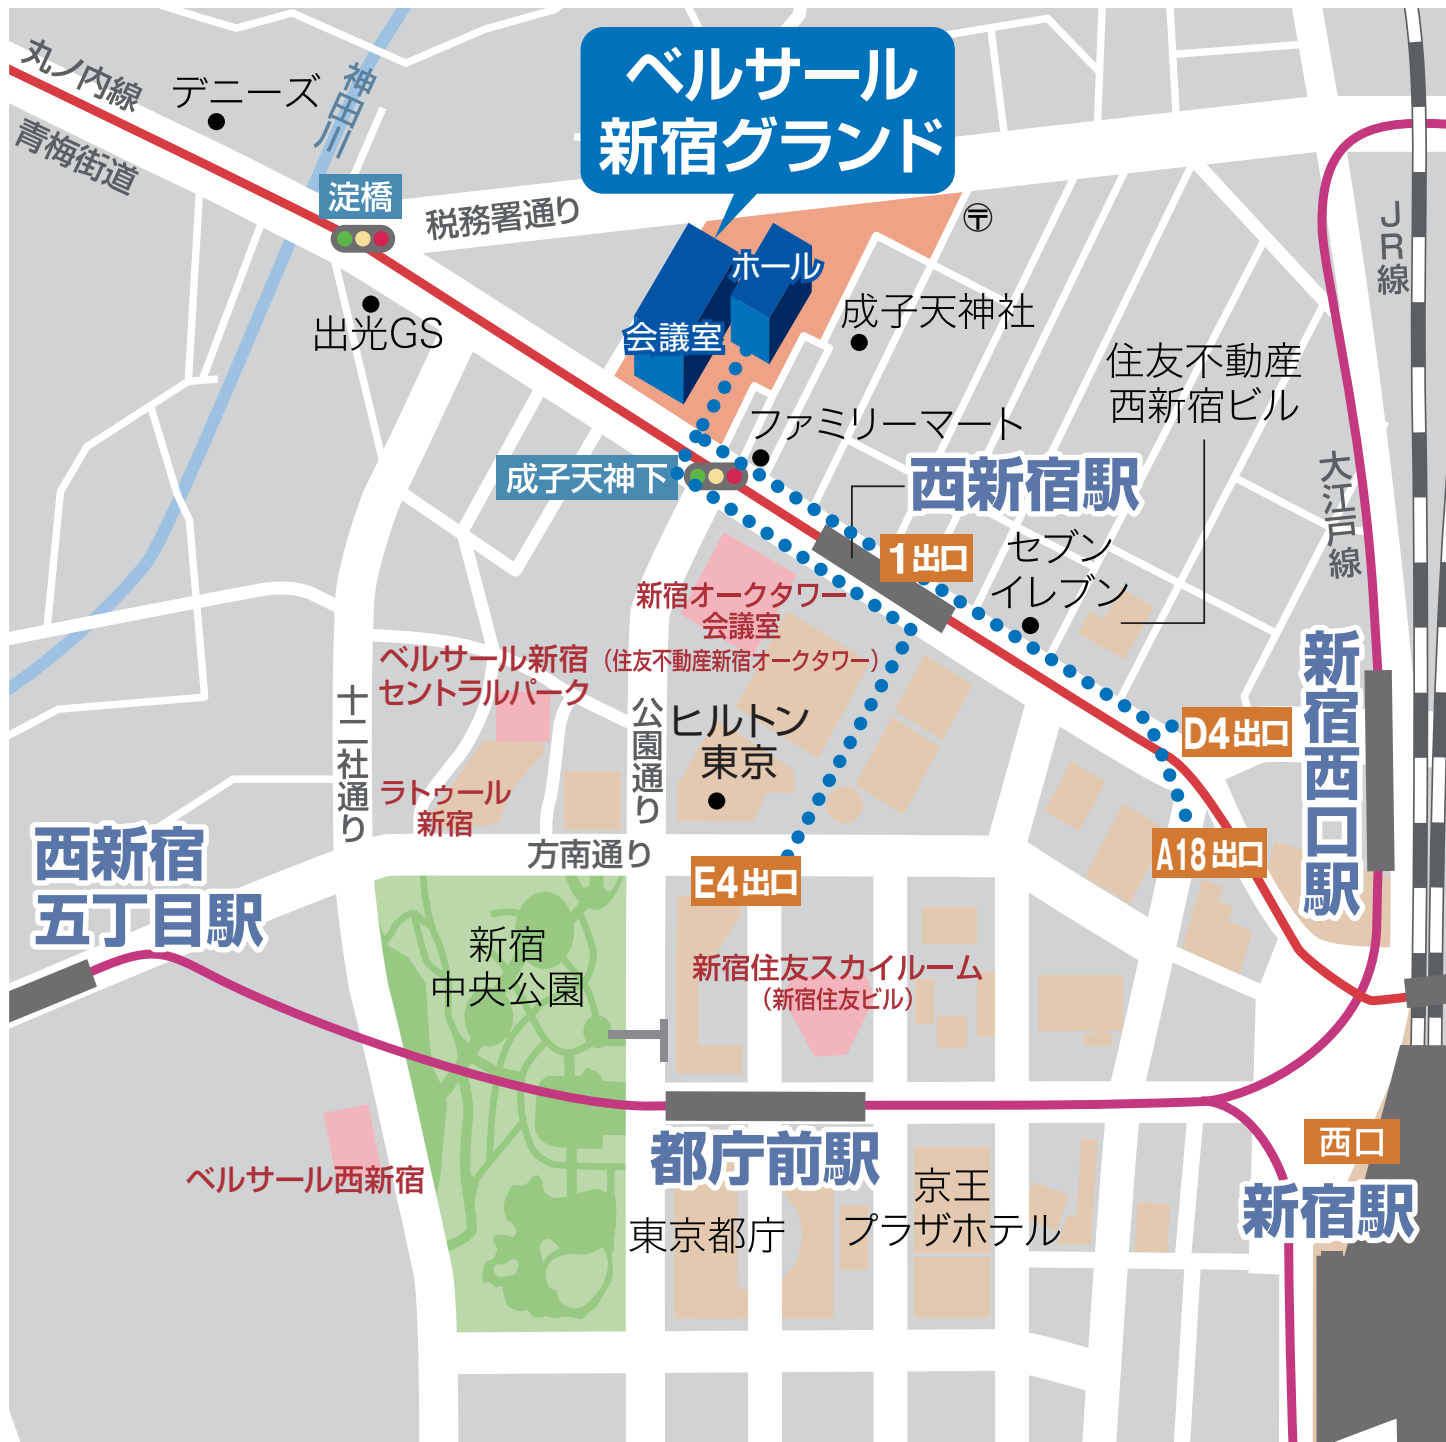 ベルサール
新宿グランド
丸ノ内線
デニーズ
神田川
青梅街道
淀橋
税務署通り
〒
ホール
会議室
出光GS
成子天神社
JR線
住友不動産
西新宿ビル
ファミリーマート
成子天神下
西新宿駅
1出口
セブン
イレブン
大江戸線
新宿オークタワー
会議室
（住友不動産新宿オークタワー）
ベルサール新宿
セントラルパーク
十二社通り
公園通り
ヒルトン
東京
D4出口
新宿西口駅
ラトゥール
新宿
方南通り
A18出口
E4出口
西新宿
五丁目駅
新宿
中央公園
新宿住友スカイルーム
（新宿住友ビル）
都庁前駅
西口
新宿駅
ベルサール西新宿
東京都庁
京王
プラザホテル